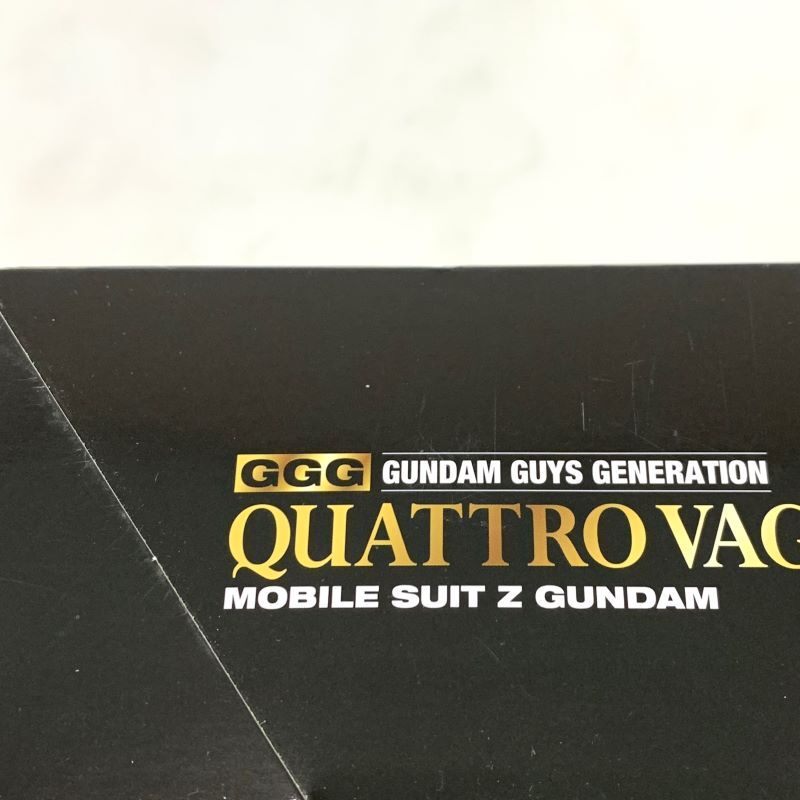 GGG GUNDAM GUYS GENERATION
QUATTRO VAG
MOBILE SUIT Z GUNDAM